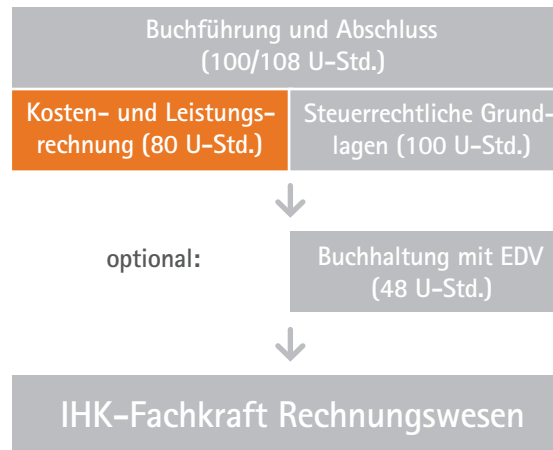 Buchführung und Abschluss
(100/108 U-Std.)
Kosten- und Leistungs-
rechnung (80 U-Std.)
Steuerrechtliche Grund-
lagen (100 U-Std.)
optional:
Buchhaltung mit EDV
(48 U-Std.)
IHK-Fachkraft Rechnungswesen